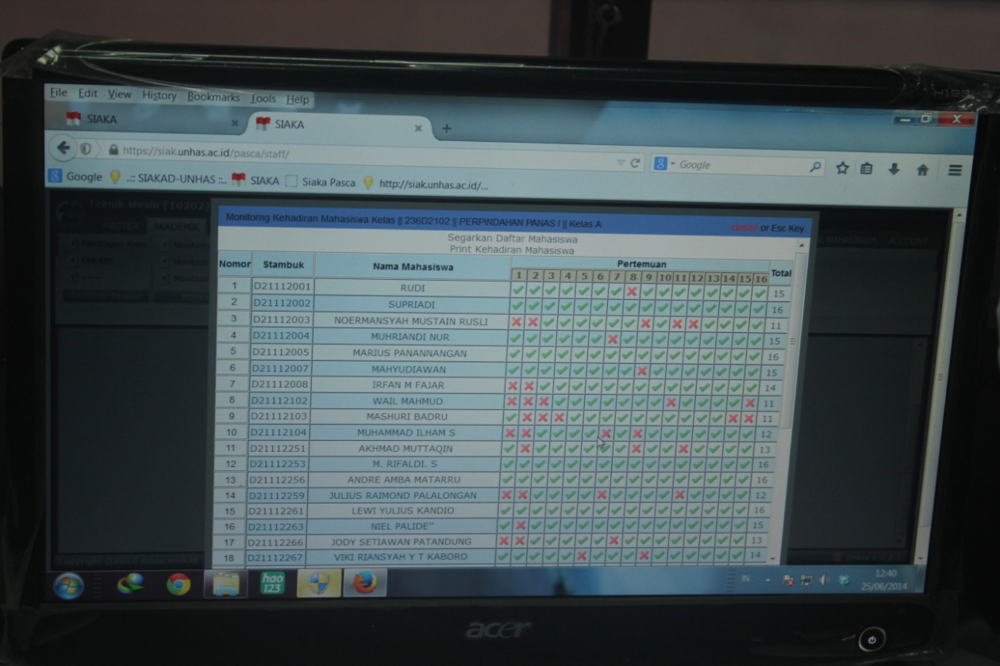 H193HQ
File Edit View History Bookmarks Tools Help
SIAKA × SIAKA × +
https://siak.unhas.ac.id/pasca/staff/ Google
Google ..:: SIAKAD-UNHAS ::.. SIAKA Siaka Pasca http://siak.unhas.ac.id/...
Teknik Mesin [10202]
MASTER AKADEMIK ACCOUNT
Monitorng Kehadiran Mahasiswa Kelas || 236D2102 || PERPINDAHAN PANAS I || Kelas A or Esc Key
Segarkan Daftar Mahasiswa
Print Kehadiran Mahasiswa
Nomor Stambuk Nama Mahasiswa Pertemuan Total
1 2 3 4 5 6 7 8 9 10 11 12 13 14 15 16
1 D21112001 RUDI ✓ ✓ ✓ ✓ ✓ ✓ ✓ ✗ ✓ ✓ ✓ ✓ ✓ ✓ ✓ ✓ 15
2 D21112002 SUPRIADI ✓ ✓ ✓ ✓ ✓ ✓ ✓ ✓ ✓ ✓ ✓ ✓ ✓ ✓ ✓ ✓ 16
3 D21112003 NOERMANSYAH MUSTAIN RUSLI ✗ ✗ ✓ ✓ ✓ ✓ ✓ ✓ ✗ ✓ ✗ ✗ ✓ ✓ ✓ ✓ 11
4 D21112004 MUHRIANDI NUR ✓ ✓ ✓ ✓ ✓ ✓ ✗ ✓ ✓ ✓ ✓ ✓ ✓ ✓ ✓ ✓ 15
5 D21112005 MARIUS PANANNANGAN ✓ ✓ ✓ ✓ ✓ ✓ ✓ ✓ ✓ ✓ ✓ ✓ ✓ ✓ ✓ ✓ 16
6 D21112007 MAHYUDIAWAN ✓ ✓ ✓ ✓ ✓ ✓ ✓ ✓ ✗ ✓ ✓ ✓ ✓ ✓ ✓ ✓ 15
7 D21112008 IRFAN M FAJAR ✗ ✗ ✓ ✓ ✓ ✓ ✓ ✓ ✓ ✓ ✓ ✓ ✓ ✓ ✓ ✓ 14
8 D21112102 WAIL MAHMUD ✗ ✗ ✗ ✓ ✓ ✓ ✓ ✓ ✓ ✓ ✗ ✓ ✓ ✓ ✓ ✗ 11
9 D21112103 MASHURI BADRU ✓ ✗ ✗ ✗ ✓ ✓ ✓ ✓ ✓ ✓ ✓ ✓ ✓ ✓ ✗ ✗ 11
10 D21112104 MUHAMMAD ILHAM S ✗ ✗ ✓ ✓ ✓ ✓ ✗ ✓ ✗ ✓ ✓ ✓ ✓ ✓ ✓ ✓ 12
11 D21112251 AKHMAD MUTTAQIN ✓ ✗ ✓ ✓ ✓ ✓ ✓ ✓ ✗ ✓ ✓ ✗ ✓ ✓ ✓ ✓ 13
12 D21112253 M. RIFALDI. S ✓ ✓ ✓ ✓ ✓ ✓ ✓ ✓ ✓ ✓ ✓ ✓ ✓ ✓ ✓ ✓ 16
13 D21112256 ANDRE AMBA MATARRU ✓ ✓ ✓ ✓ ✓ ✓ ✓ ✓ ✓ ✓ ✓ ✓ ✓ ✓ ✓ ✓ 16
14 D21112259 JULIUS RAIMOND PALALONGAN ✗ ✗ ✓ ✓ ✓ ✓ ✗ ✓ ✓ ✓ ✓ ✗ ✓ ✓ ✓ ✓ 12
15 D21112261 LEWI YULIUS KANDIO ✓ ✓ ✓ ✓ ✓ ✓ ✓ ✓ ✓ ✓ ✓ ✓ ✓ ✓ ✓ ✓ 16
16 D21112263 NIEL PALIDE" ✓ ✗ ✓ ✓ ✓ ✓ ✓ ✓ ✓ ✓ ✓ ✓ ✓ ✓ ✓ ✓ 15
17 D21112266 JODY SETIAWAN PATANDUNG ✗ ✗ ✓ ✓ ✓ ✓ ✓ ✗ ✓ ✓ ✓ ✓ ✓ ✓ ✓ ✓ 13
18 D21112267 VIKI RIANSYAH Y T KABORO ✓ ✓ ✓ ✓ ✓ ✗ ✓ ✓ ✓ ✗ ✓ ✓ ✓ ✓ ✓ ✓ 14
hao 123 IN 12:40
25/06/2014
acer